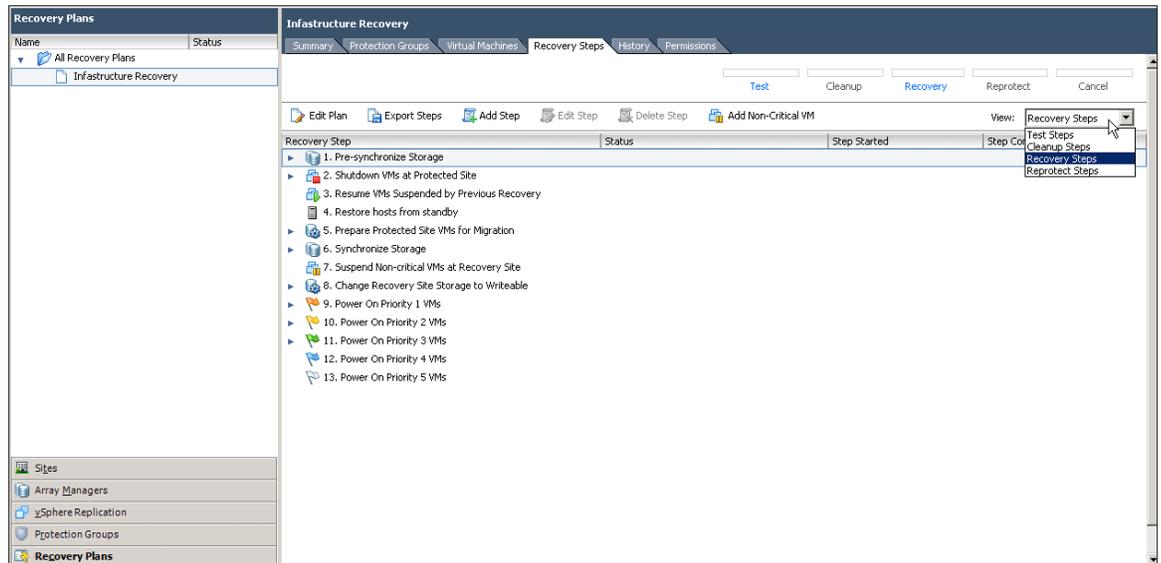 Recovery Plans
Name Status
All Recovery Plans
Infastructure Recovery
Sites
Array Managers
vSphere Replication
Protection Groups
Recovery Plans
Infastructure Recovery
Summary Protection Groups Virtual Machines Recovery Steps History Permissions
Test Cleanup Recovery Reprotect Cancel
Edit Plan Export Steps Add Step Edit Step Delete Step Add Non-Critical VM View: Recovery Steps
Test Steps
Cleanup Steps
Recovery Steps
Reprotect Steps
Recovery Step Status Step Started Step
1. Pre-synchronize Storage
2. Shutdown VMs at Protected Site
3. Resume VMs Suspended by Previous Recovery
4. Restore hosts from standby
5. Prepare Protected Site VMs for Migration
6. Synchronize Storage
7. Suspend Non-critical VMs at Recovery Site
8. Change Recovery Site Storage to Writeable
9. Power On Priority 1 VMs
10. Power On Priority 2 VMs
11. Power On Priority 3 VMs
12. Power On Priority 4 VMs
13. Power On Priority 5 VMs